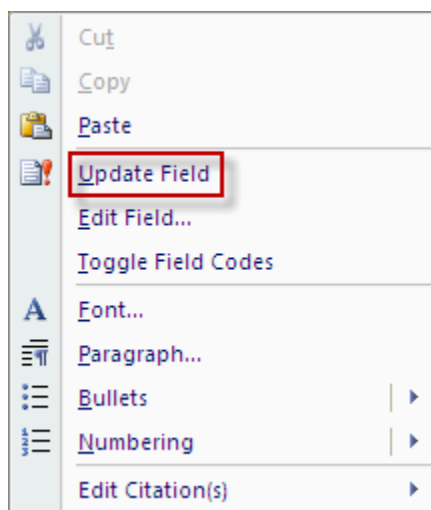 Cut
Copy
Paste
Update Field
Edit Field...
Toggle Field Codes
Font...
Paragraph...
Bullets
Numbering
Edit Citation(s)